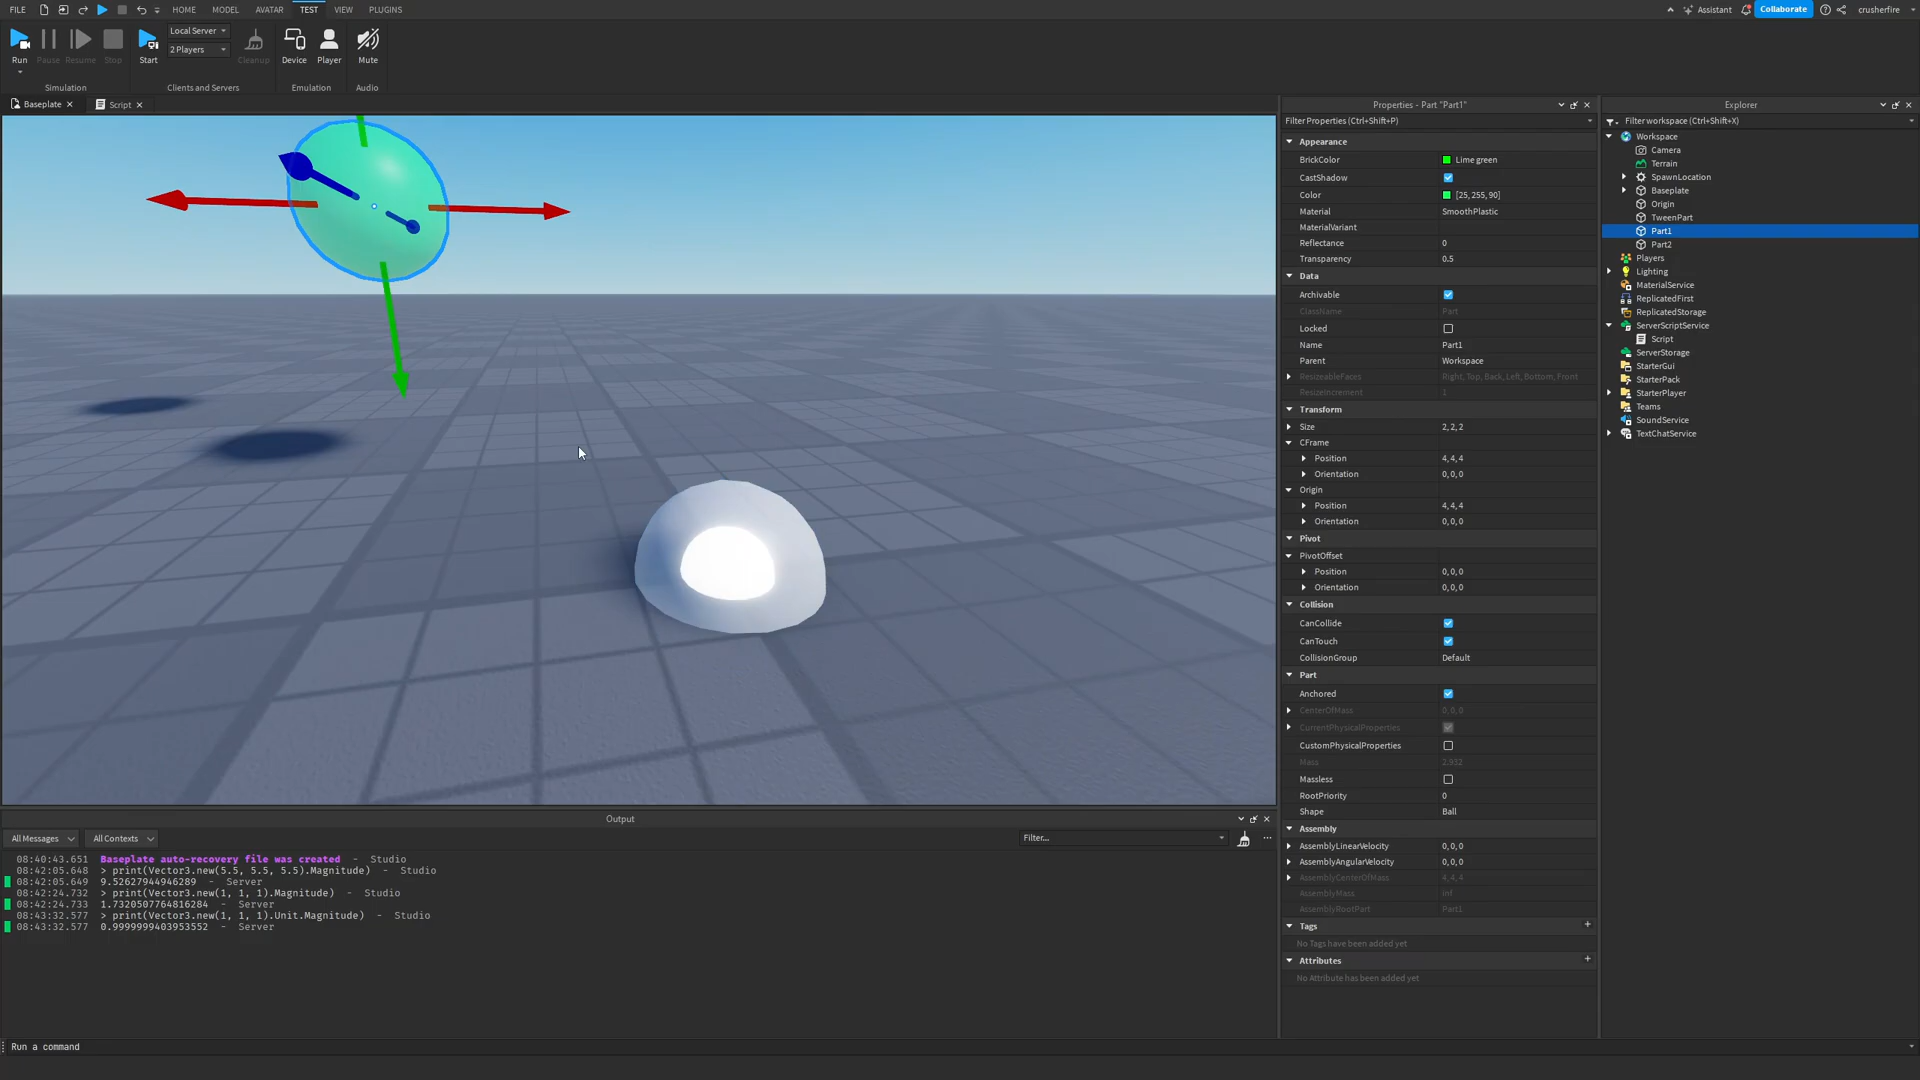 FILE HOME MODEL AVATAR TEST VIEW PLUGINS Assistant Collaborate crusherfire
Run Pause Resume Stop Start Local Server 2 Players Cleanup Device Player Mute
Simulation Clients and Servers Emulation Audio
Baseplate Script
Properties - Part "Part1"
Filter Properties (Ctrl+Shift+P)
Appearance
BrickColor Lime green
CastShadow
Color [25, 255, 90]
Material SmoothPlastic
MaterialVariant
Reflectance 0
Transparency 0.5
Data
Archivable
ClassName Part
Locked
Name Part1
Parent Workspace
ResizeableFaces Right, Top, Back, Left, Bottom, Front
ResizeIncrement 1
Transform
Size 2, 2, 2
CFrame
Position 4, 4, 4
Orientation 0, 0, 0
Origin
Position 4, 4, 4
Orientation 0, 0, 0
Pivot
PivotOffset
Position 0, 0, 0
Orientation 0, 0, 0
Collision
CanCollide
CanTouch
CollisionGroup Default
Part
Anchored
CenterOfMass 0, 0, 0
CurrentPhysicalProperties
CustomPhysicalProperties
Mass 2.932
Massless
RootPriority 0
Shape Ball
Assembly
AssemblyLinearVelocity 0, 0, 0
AssemblyAngularVelocity 0, 0, 0
AssemblyCenterOfMass 4, 4, 4
AssemblyMass inf
AssemblyRootPart Part1
Tags
No Tags have been added yet
Attributes
No Attribute has been added yet
Explorer
Filter workspace (Ctrl+Shift+X)
Workspace
Camera
Terrain
SpawnLocation
Baseplate
Origin
TweenPart
Part1
Part2
Players
Lighting
MaterialService
ReplicatedFirst
ReplicatedStorage
ServerScriptService
Script
ServerStorage
StarterGui
StarterPack
StarterPlayer
Teams
SoundService
TextChatService
Output
All Messages All Contexts Filter...
08:40:43.651 Baseplate auto-recovery file was created - Studio
08:42:05.648 > print(Vector3.new(5.5, 5.5, 5.5).Magnitude) - Studio
08:42:05.649 9.52627944946289 - Server
08:42:24.732 > print(Vector3.new(1, 1, 1).Magnitude) - Studio
08:42:24.733 1.7320507764816284 - Server
08:43:32.577 > print(Vector3.new(1, 1, 1).Unit.Magnitude) - Studio
08:43:32.577 0.9999999403953552 - Server
Run a command